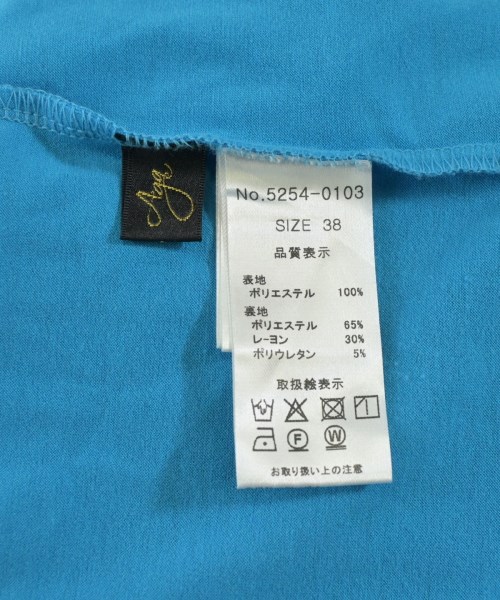 Aga
No.5254-0103
SIZE 38
品質表示
表地
ポリエステル 100%
裏地
ポリエステル 65%
レーヨン 30%
ポリウレタン 5%
取扱絵表示
F W
お取り扱い上の注意